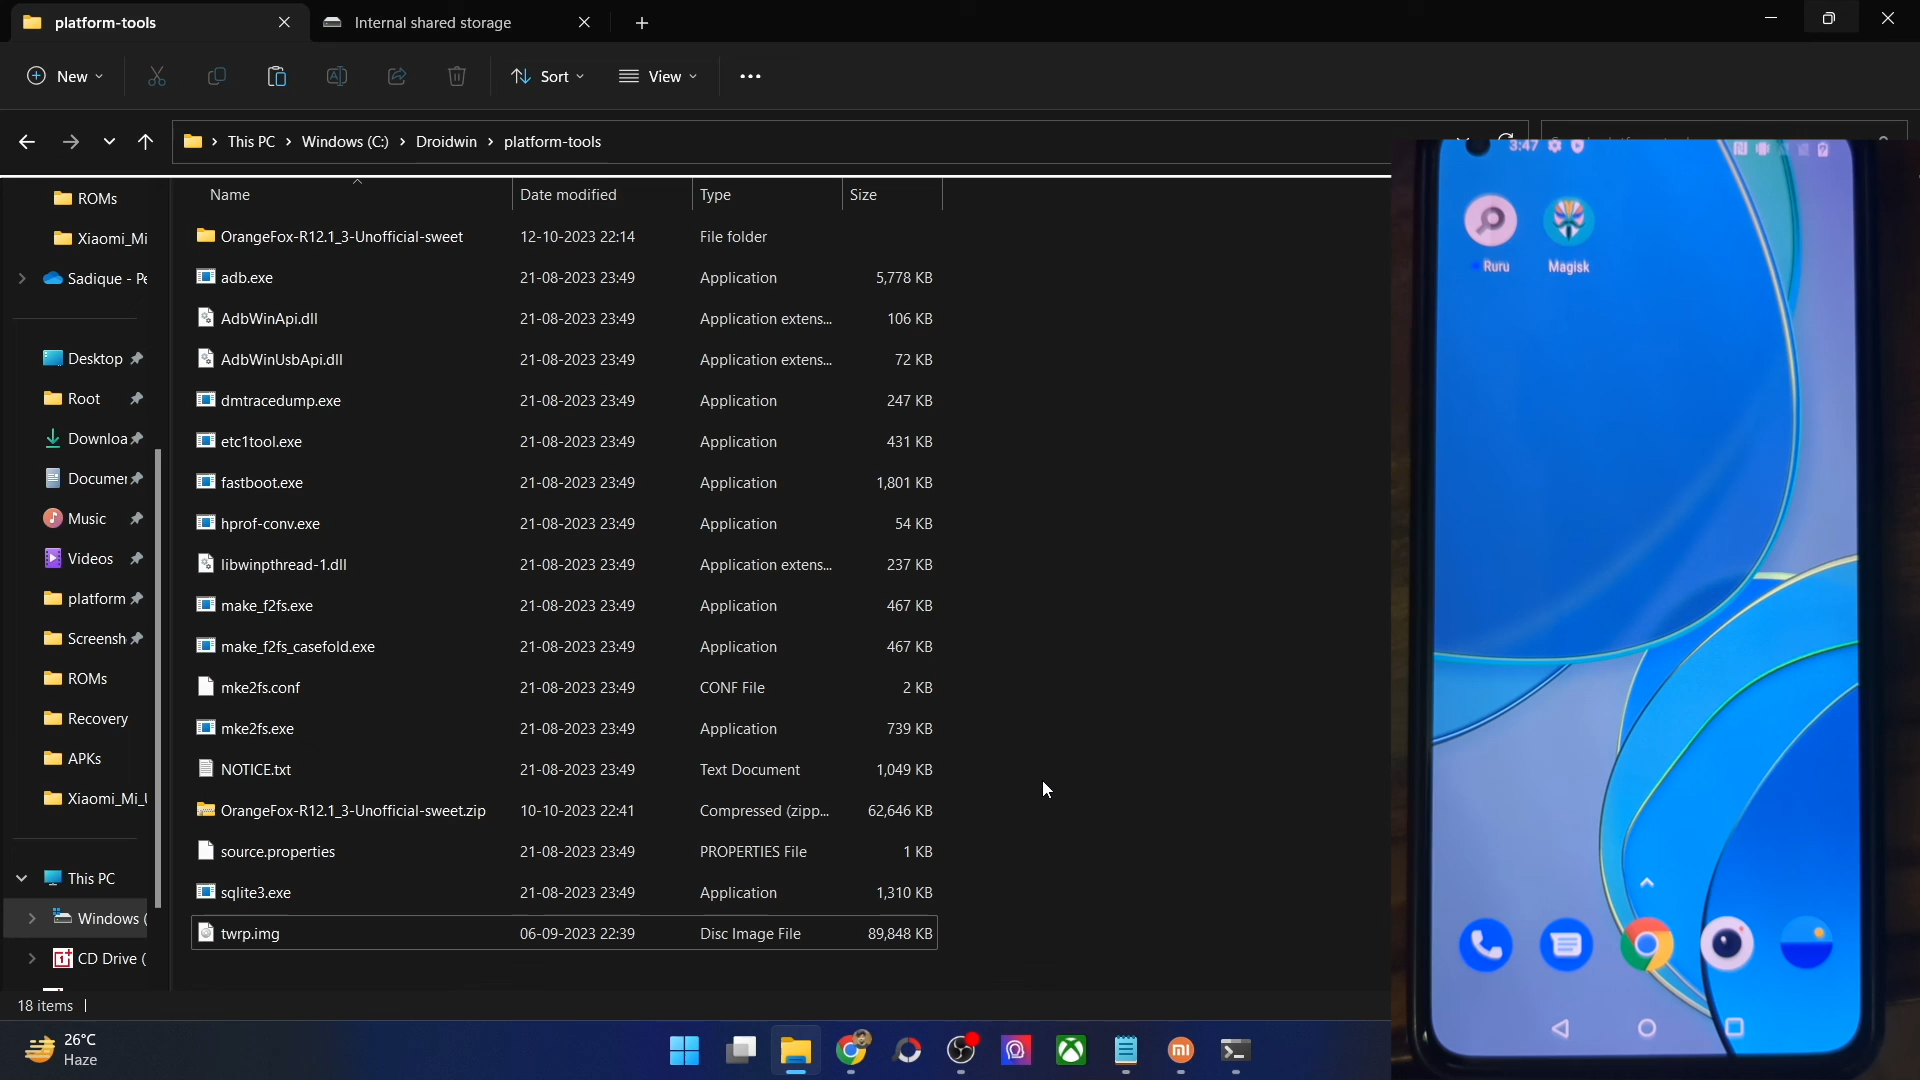 platform-tools
Internal shared storage
New
Sort
View
This PC > Windows (C:) > Droidwin > platform-tools
Name Date modified Type Size
OrangeFox-R12.1_3-Unofficial-sweet 12-10-2023 22:14 File folder
adb.exe 21-08-2023 23:49 Application 5,778 KB
AdbWinApi.dll 21-08-2023 23:49 Application extens... 106 KB
AdbWinUsbApi.dll 21-08-2023 23:49 Application extens... 72 KB
dmtracedump.exe 21-08-2023 23:49 Application 247 KB
etc1tool.exe 21-08-2023 23:49 Application 431 KB
fastboot.exe 21-08-2023 23:49 Application 1,801 KB
hprof-conv.exe 21-08-2023 23:49 Application 54 KB
libwinpthread-1.dll 21-08-2023 23:49 Application extens... 237 KB
make_f2fs.exe 21-08-2023 23:49 Application 467 KB
make_f2fs_casefold.exe 21-08-2023 23:49 Application 467 KB
mke2fs.conf 21-08-2023 23:49 CONF File 2 KB
mke2fs.exe 21-08-2023 23:49 Application 739 KB
NOTICE.txt 21-08-2023 23:49 Text Document 1,049 KB
OrangeFox-R12.1_3-Unofficial-sweet.zip 10-10-2023 22:41 Compressed (zipp... 62,646 KB
source.properties 21-08-2023 23:49 PROPERTIES File 1 KB
sqlite3.exe 21-08-2023 23:49 Application 1,310 KB
twrp.img 06-09-2023 22:39 Disc Image File 89,848 KB
ROMs
Xiaomi_Mi
Sadique - Pe
Desktop
Root
Downloa
Documer
Music
Videos
platform
Screensh
ROMs
Recovery
APKs
Xiaomi_Mi_U
This PC
Windows (
CD Drive (
18 items
26°C
Haze
3:47
Ruru
Magisk